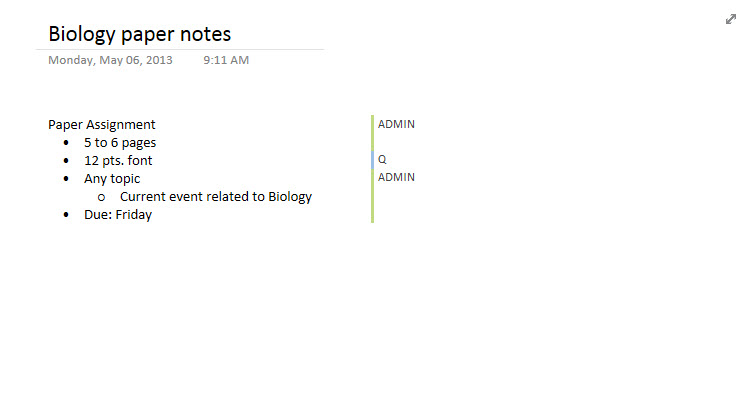 Biology paper notes
Monday, May 06, 2013 9:11 AM
Paper Assignment ADMIN
• 5 to 6 pages
• 12 pts. font Q
• Any topic ADMIN
o Current event related to Biology
• Due: Friday